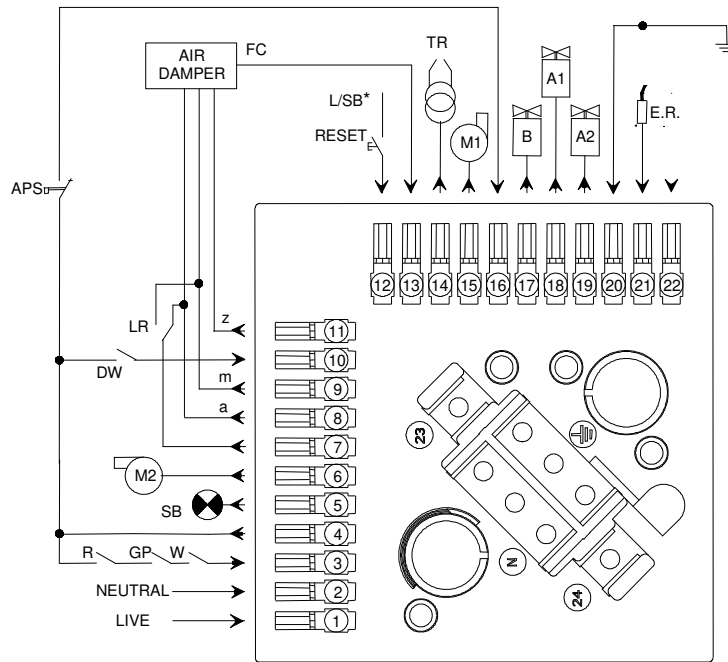 AIR
DAMPER
FC
TR
A1
L/SB*
E.R.
RESET
M1
B
A2
APS
12 13 14 15 16 17 18 19 20 21 22
LR
z
11
DW
10
m
9
a
8
7
M2
6
SB
5
4
R GP W
3
NEUTRAL
2
LIVE
1
23
N
24